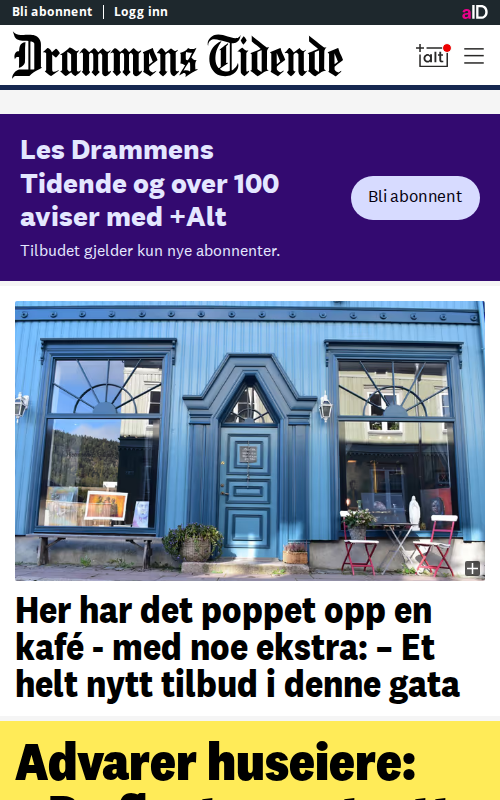 Bli abonnent | Logg inn
aID
Drammens Tidende
+alt
Les Drammens
Tidende og over 100
aviser med +Alt
Bli abonnent
Tilbudet gjelder kun nye abonnenter.
Her har det poppet opp en
kafé - med noe ekstra: – Et
helt nytt tilbud i denne gata
Advarer huseiere: